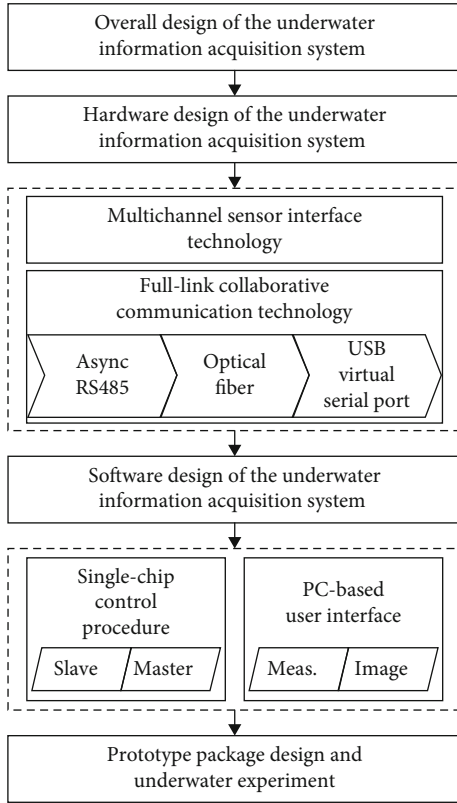 Overall design of the underwater
information acquisition system
Hardware design of the underwater
information acquisition system
Multichannel sensor interface
technology
Full-link collaborative
communication technology
Async
RS485
Optical
fiber
USB
virtual
serial port
Software design of the underwater
information acquisition system
Single-chip
control
procedure
Slave
Master
PC-based
user interface
Meas.
Image
Prototype package design and
underwater experiment